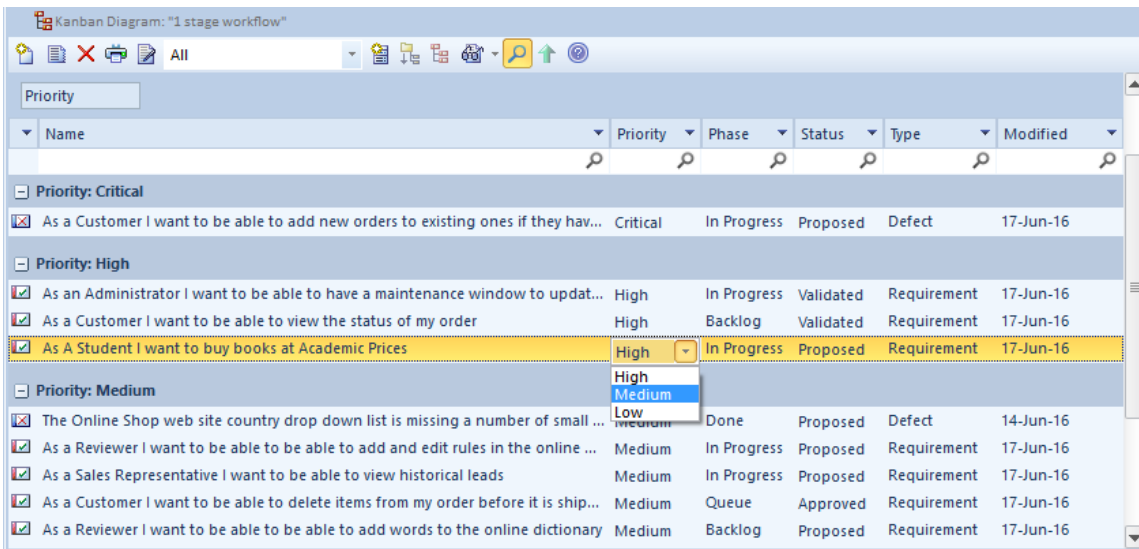 Kanban Diagram: "1 stage workflow"
All
Priority
Name Priority Phase Status Type Modified
Priority: Critical
As a Customer I want to be able to add new orders to existing ones if they hav... Critical In Progress Proposed Defect 17-Jun-16
Priority: High
As an Administrator I want to be able to have a maintenance window to updat... High In Progress Validated Requirement 17-Jun-16
As a Customer I want to be able to view the status of my order High Backlog Validated Requirement 17-Jun-16
As A Student I want to buy books at Academic Prices High In Progress Proposed Requirement 17-Jun-16
High
Priority: Medium
Medium
Low
The Online Shop web site country drop down list is missing a number of small ... Medium Done Proposed Defect 14-Jun-16
As a Reviewer I want to be able to be able to add and edit rules in the online ... Medium In Progress Proposed Requirement 17-Jun-16
As a Sales Representative I want to be able to view historical leads Medium In Progress Proposed Requirement 17-Jun-16
As a Customer I want to be able to delete items from my order before it is ship... Medium Queue Approved Requirement 17-Jun-16
As a Reviewer I want to be able to be able to add words to the online dictionary Medium Backlog Proposed Requirement 17-Jun-16